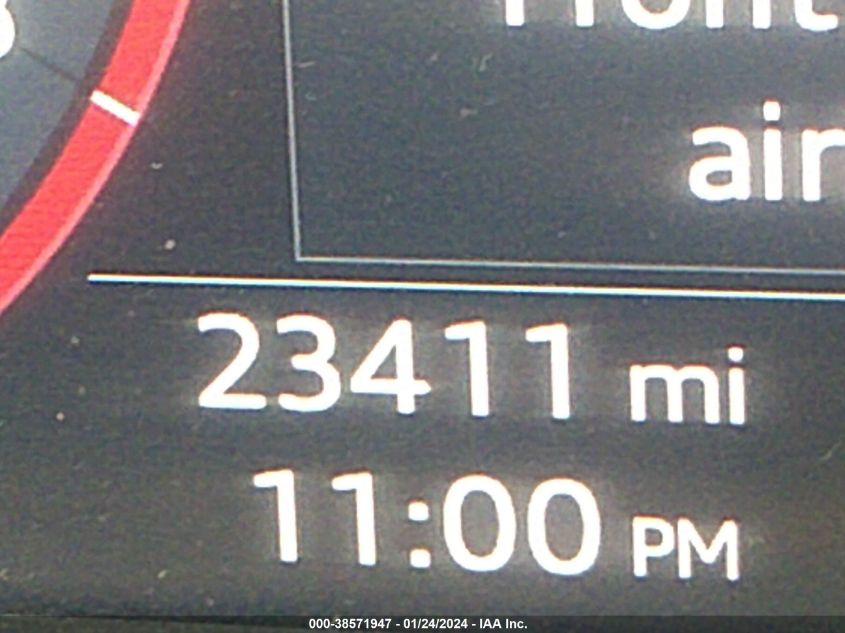 air
23411 mi
11:00 PM
000-38571947 - 01/24/2024 - IAA Inc.